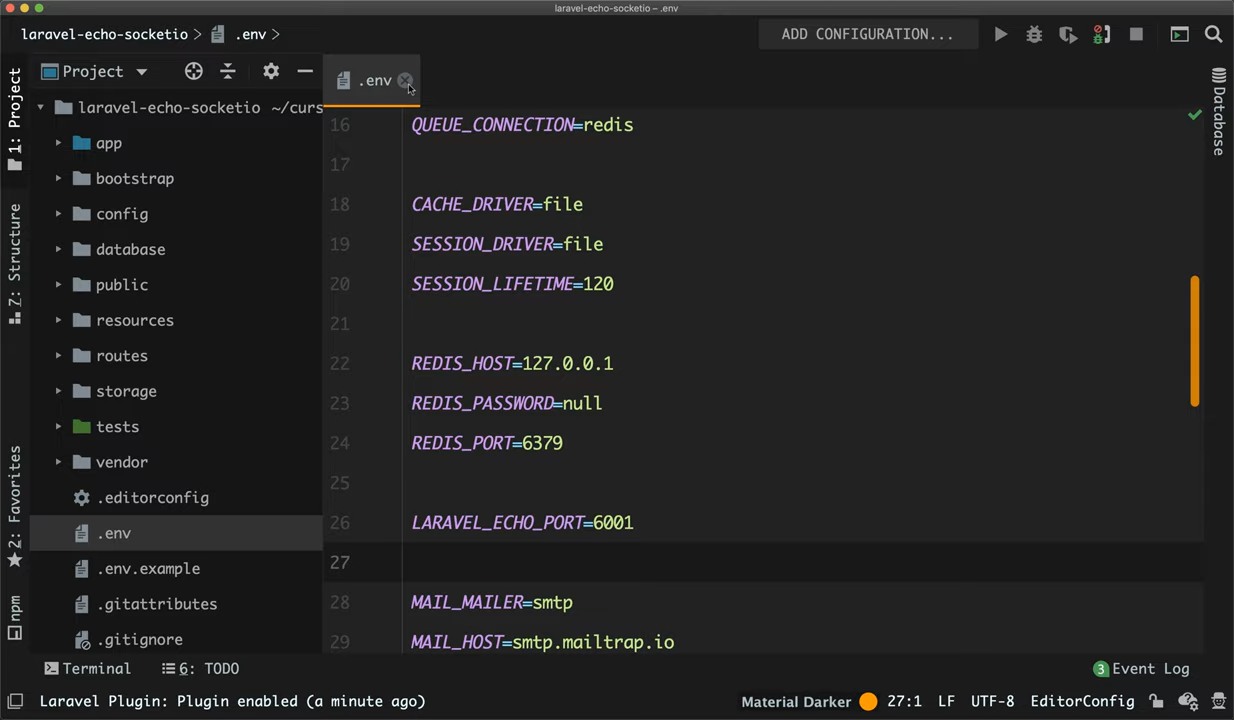 laravel-echo-socketio – .env
laravel-echo-socketio > .env >
ADD CONFIGURATION...
1: Project
7: Structure
2: Favorites
npm
Project
laravel-echo-socketio ~/curs
app
bootstrap
config
database
public
resources
routes
storage
tests
vendor
.editorconfig
.env
.env.example
.gitattributes
.gitignore
.env
16 QUEUE_CONNECTION=redis
17
18 CACHE_DRIVER=file
19 SESSION_DRIVER=file
20 SESSION_LIFETIME=120
21
22 REDIS_HOST=127.0.0.1
23 REDIS_PASSWORD=null
24 REDIS_PORT=6379
25
26 LARAVEL_ECHO_PORT=6001
27
28 MAIL_MAILER=smtp
29 MAIL_HOST=smtp.mailtrap.io
Database
Terminal 6: TODO
3 Event Log
Laravel Plugin: Plugin enabled (a minute ago)
Material Darker 27:1 LF UTF-8 EditorConfig